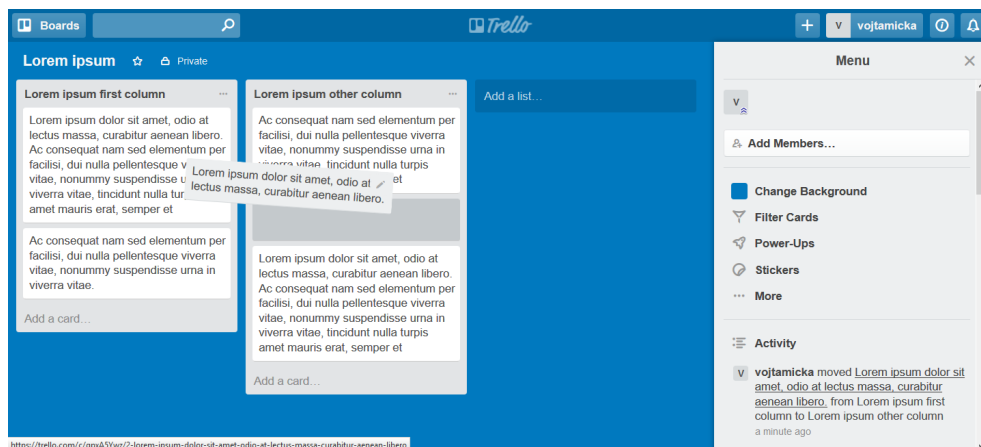 Boards
Trello
V vojtamicka
Lorem ipsum
Private
Lorem ipsum first column
Lorem ipsum dolor sit amet, odio at
lectus massa, curabitur aenean libero.
Ac consequat nam sed elementum per
facilisi, dui nulla pellentesque v
vitae, nonummy suspendisse u
viverra vitae, tincidunt nulla tur
amet mauris erat, semper et
Ac consequat nam sed elementum per
facilisi, dui nulla pellentesque viverra
vitae, nonummy suspendisse urna in
viverra vitae.
Add a card…
Lorem ipsum other column
Ac consequat nam sed elementum per
facilisi, dui nulla pellentesque viverra
vitae, nonummy suspendisse urna in
viverra vitae, tincidunt nulla turpis
Lorem ipsum dolor sit amet, odio at
lectus massa, curabitur aenean libero.
Lorem ipsum dolor sit amet, odio at
lectus massa, curabitur aenean libero.
Ac consequat nam sed elementum per
facilisi, dui nulla pellentesque viverra
vitae, nonummy suspendisse urna in
viverra vitae, tincidunt nulla turpis
amet mauris erat, semper et
Add a card…
Add a list…
Menu
V
Add Members…
Change Background
Filter Cards
Power-Ups
Stickers
More
Activity
V vojtamicka moved Lorem ipsum dolor sit
amet, odio at lectus massa, curabitur
aenean libero. from Lorem ipsum first
column to Lorem ipsum other column
a minute ago